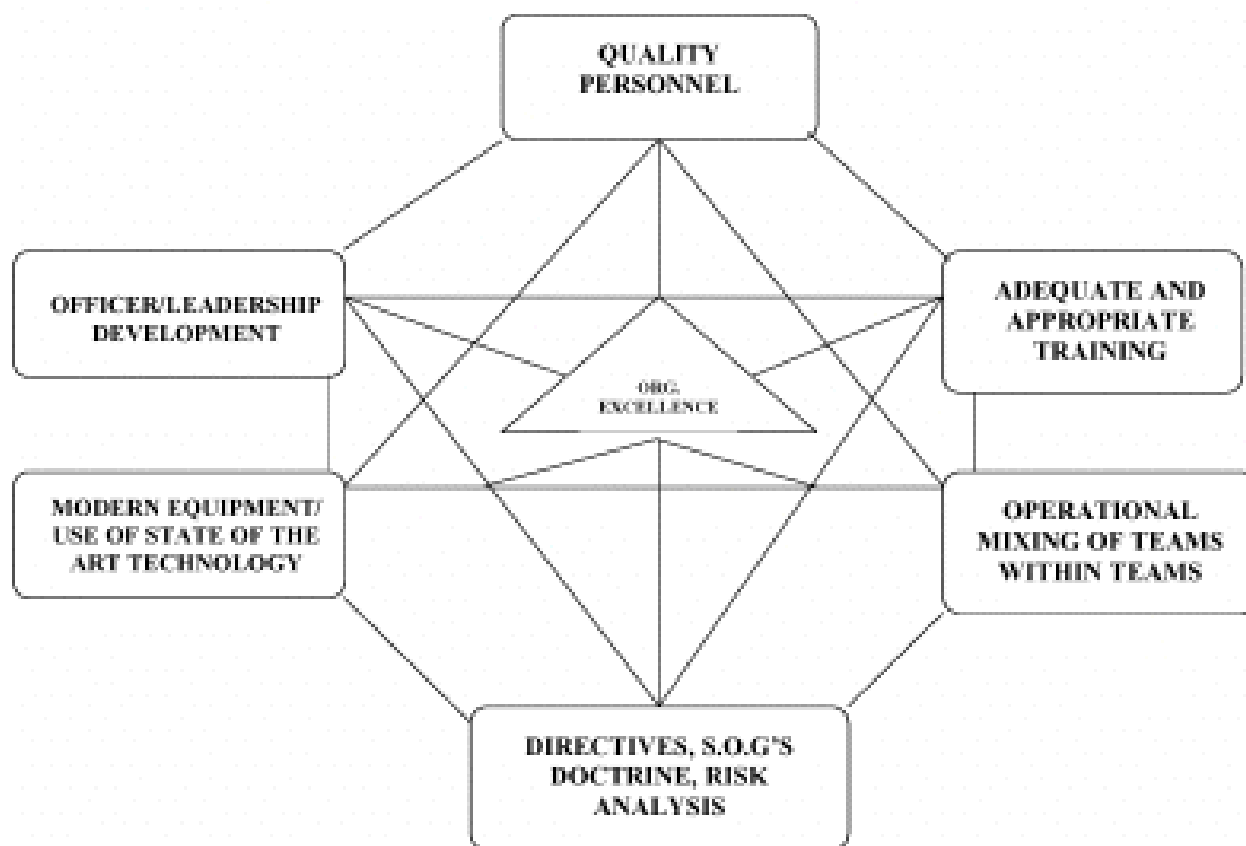 QUALITY
PERSONNEL
OFFICER/LEADERSHIP
DEVELOPMENT
ADEQUATE AND
APPROPRIATE
TRAINING
ORG.
EXCELLENCE
MODERN EQUIPMENT/
USE OF STATE OF THE
ART TECHNOLOGY
OPERATIONAL
MIXING OF TEAMS
WITHIN TEAMS
DIRECTIVES, S.O.G'S
DOCTRINE, RISK
ANALYSIS